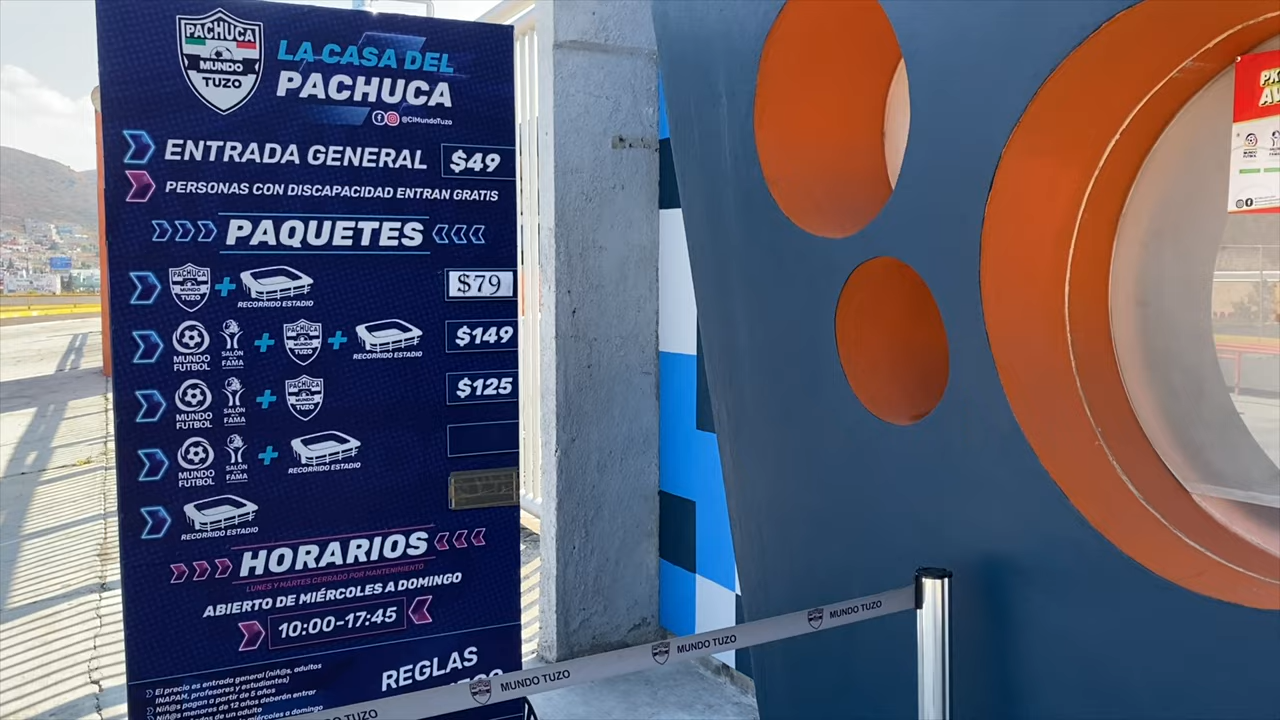 PACHUCA
MUNDO
TUZO
LA CASA DEL
PACHUCA
@CIMundoTuzo
ENTRADA GENERAL $49
PERSONAS CON DISCAPACIDAD ENTRAN GRATIS
PAQUETES
PACHUCA MUNDO TUZO + RECORRIDO ESTADIO $79
MUNDO FUTBOL SALÓN DE LA FAMA + PACHUCA MUNDO TUZO + RECORRIDO ESTADIO $149
MUNDO FUTBOL SALÓN DE LA FAMA + PACHUCA MUNDO TUZO $125
MUNDO FUTBOL SALÓN DE LA FAMA + RECORRIDO ESTADIO
RECORRIDO ESTADIO
HORARIOS
LUNES Y MARTES CERRADO POR MANTENIMIENTO
ABIERTO DE MIÉRCOLES A DOMINGO
10:00-17:45
REGLAS
El precio es entrada general (niñ@s, adultos
INAPAM, profesores y estudiantes)
Niñ@s pagan a partir de 5 años
Niñ@s menores de 12 años deberán entrar
de un adulto
miércoles a domingo
MUNDO TUZO
MUNDO TUZO
MUNDO TUZO
TUZO